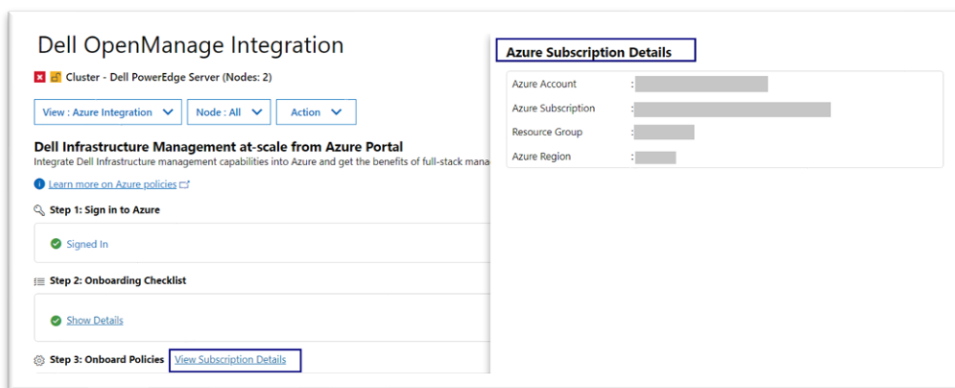 Dell OpenManage Integration
Cluster - Dell PowerEdge Server (Nodes: 2)
View : Azure Integration
Node : All
Action
Dell Infrastructure Management at-scale from Azure Portal
Integrate Dell Infrastructure management capabilities into Azure and get the benefits of full-stack mana
Learn more on Azure policies
Step 1: Sign in to Azure
Signed In
Step 2: Onboarding Checklist
Show Details
Step 3: Onboard Policies View Subscription Details
Azure Subscription Details
Azure Account :
Azure Subscription :
Resource Group :
Azure Region :